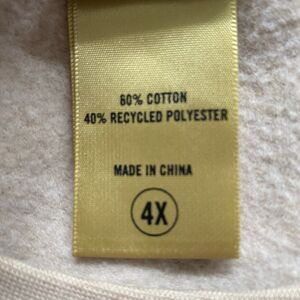 60% COTTON
40% RECYCLED POLYESTER
MADE IN CHINA
4X